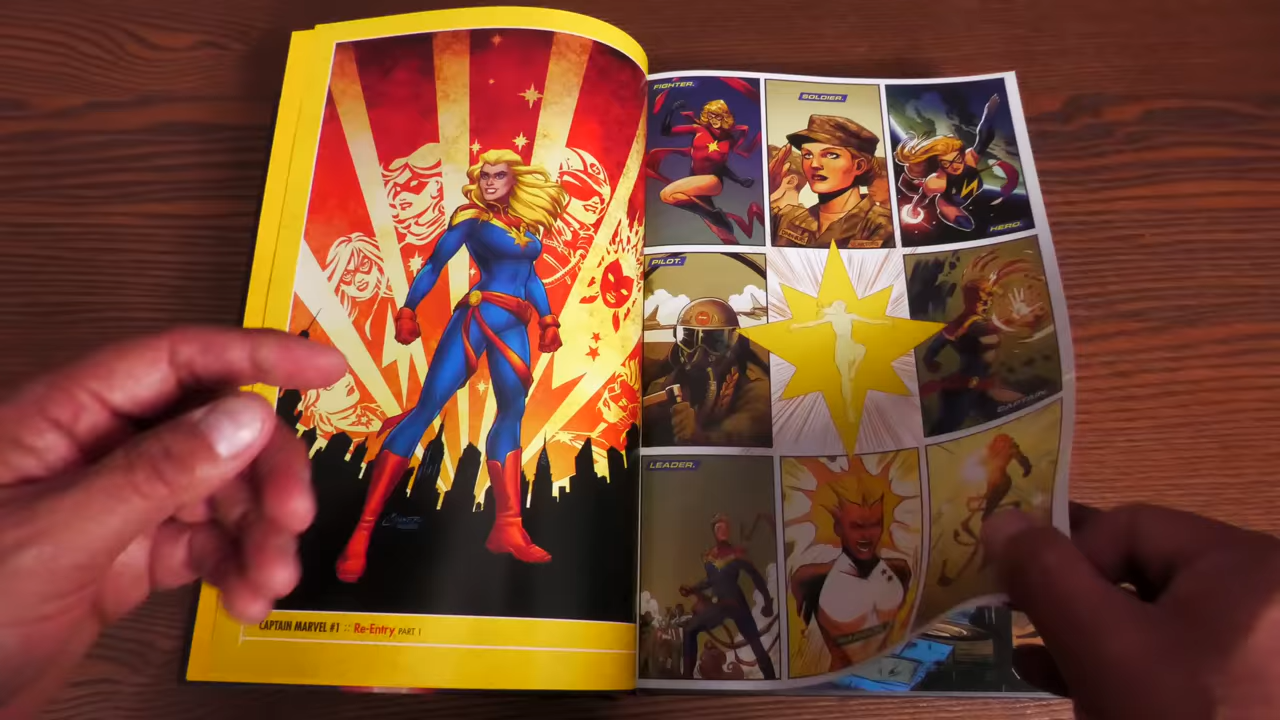 CAPTAIN MARVEL #1 :: Re-Entry PART 1
FIGHTER.
SOLDIER.
HERO.
PILOT.
CAPTAIN.
LEADER.